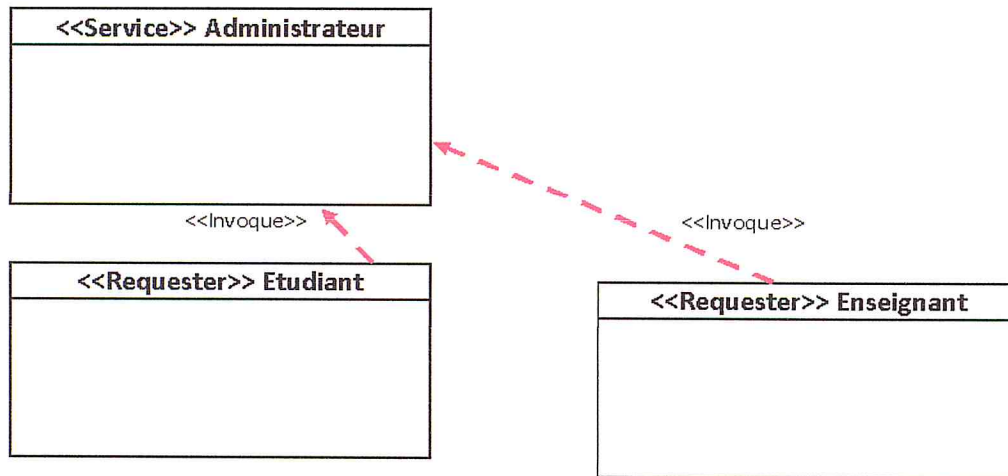 <<Service>> Administrateur
<<Invoque>>
<<Invoque>>
<<Requester>> Etudiant
<<Requester>> Enseignant